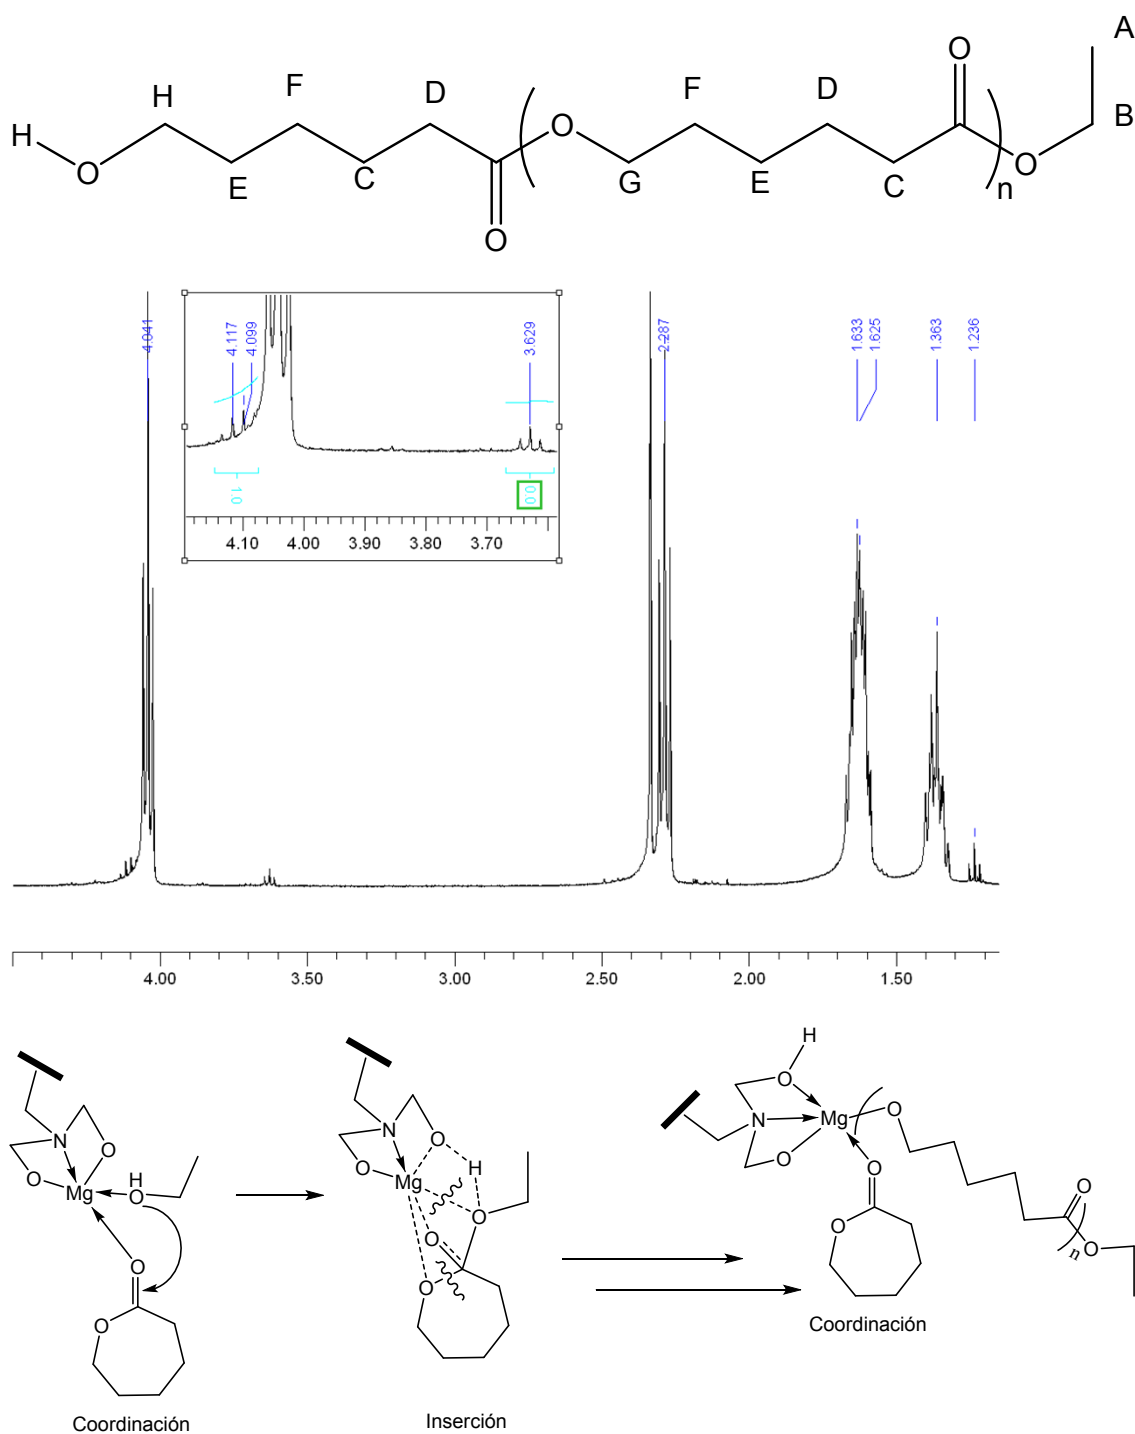 H O H E F C D O O G F E D C O n O A B
4.041
4.117
4.099
3.629
2.287
1.633
1.625
1.363
1.236
1.0
0.0
4.10 4.00 3.90 3.80 3.70
4.00 3.50 3.00 2.50 2.00 1.50
N O O Mg H O O O
Coordinación
N O O Mg H O O O
Inserción
H O N Mg O O O O O O n
Coordinación